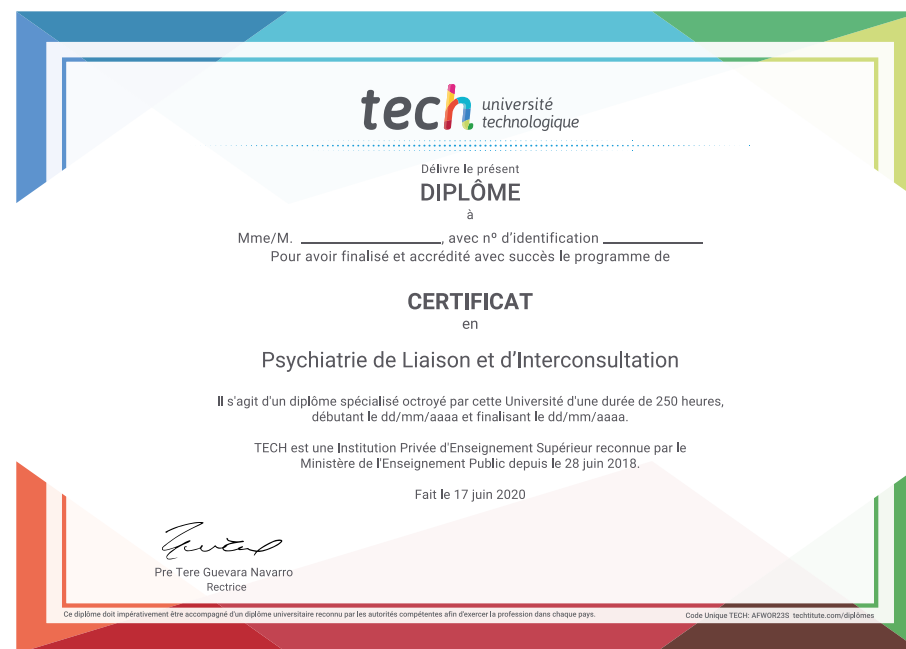 tech université
technologique
Délivre le présent
DIPLÔME
à
Mme/M. ____________________, avec nº d'identification ______________
Pour avoir finalisé et accrédité avec succès le programme de
CERTIFICAT
en
Psychiatrie de Liaison et d'Interconsultation
Il s'agit d'un diplôme spécialisé octroyé par cette Université d'une durée de 250 heures,
débutant le dd/mm/aaaa et finalisant le dd/mm/aaaa.
TECH est une Institution Privée d'Enseignement Supérieur reconnue par le
Ministère de l'Enseignement Public depuis le 28 juin 2018.
Fait le 17 juin 2020
Pre Tere Guevara Navarro
Rectrice
Ce diplôme doit impérativement être accompagné d'un diplôme universitaire reconnu par les autorités compétentes afin d'exercer la profession dans chaque pays.
Code Unique TECH: AFWOR23S techtitute.com/diplômes